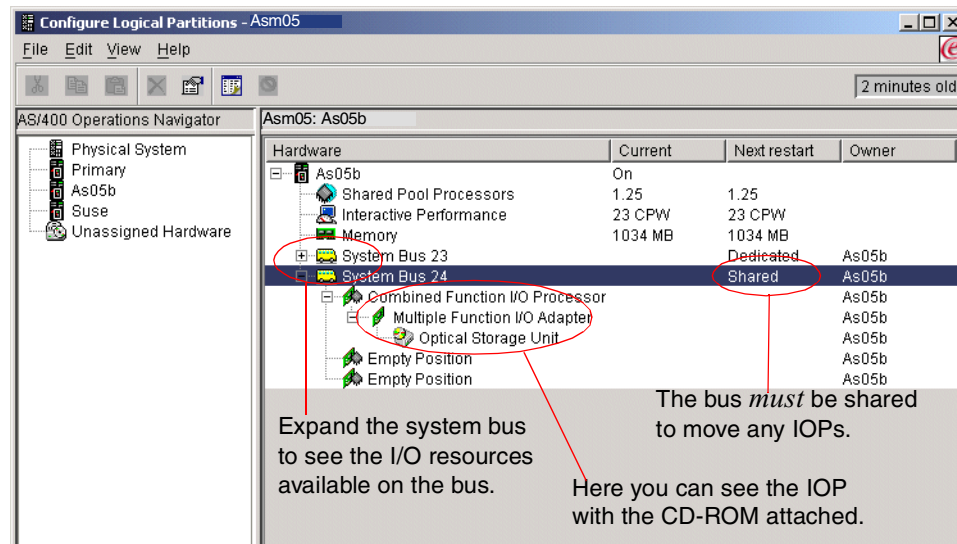 Configure Logical Partitions - Asm05
File Edit View Help
2 minutes old
AS/400 Operations Navigator
Asm05: As05b
Physical System
Primary
As05b
Suse
Unassigned Hardware
Hardware Current Next restart Owner
As05b On
Shared Pool Processors 1.25 1.25
Interactive Performance 23 CPW 23 CPW
Memory 1034 MB 1034 MB
System Bus 23 Dedicated As05b
System Bus 24 Shared As05b
Combined Function I/O Processor As05b
Multiple Function I/O Adapter As05b
Optical Storage Unit As05b
Empty Position As05b
Empty Position As05b
Expand the system bus
to see the I/O resources
available on the bus.
The bus must be shared
to move any IOPs.
Here you can see the IOP
with the CD-ROM attached.